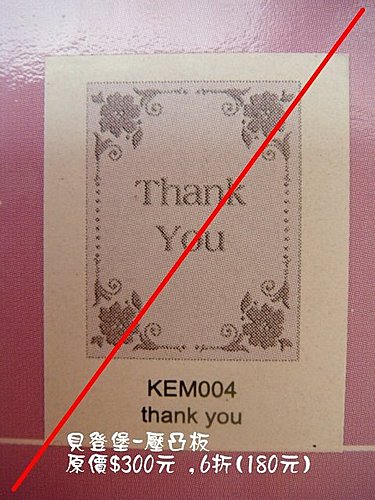 Thank
You
KEM004
thank you
貝登堡-壓凸板
原價$300元 ,6折(180元)